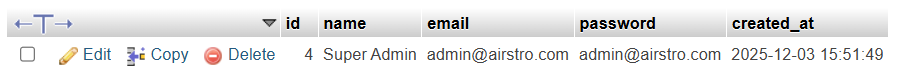 id name email password created_at
Edit Copy Delete 4 Super Admin admin@airstro.com admin@airstro.com 2025-12-03 15:51:49